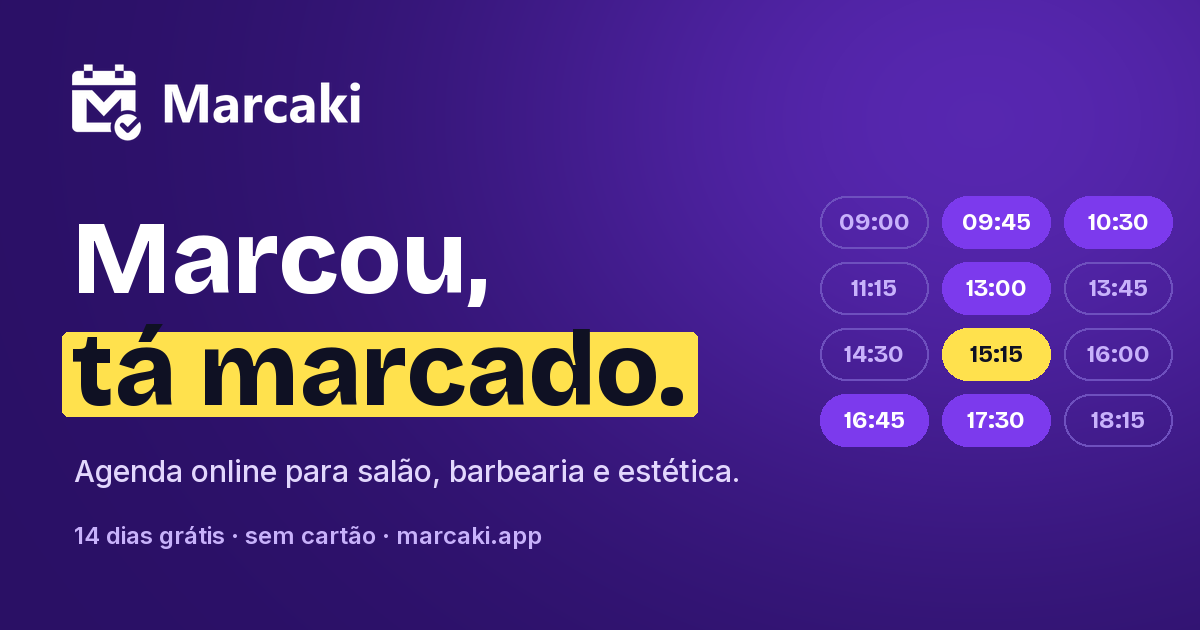 Marcaki
Marcou,
tá marcado.
Agenda online para salão, barbearia e estética.
14 dias grátis · sem cartão · marcaki.app
09:00 09:45 10:30
11:15 13:00 13:45
14:30 15:15 16:00
16:45 17:30 18:15